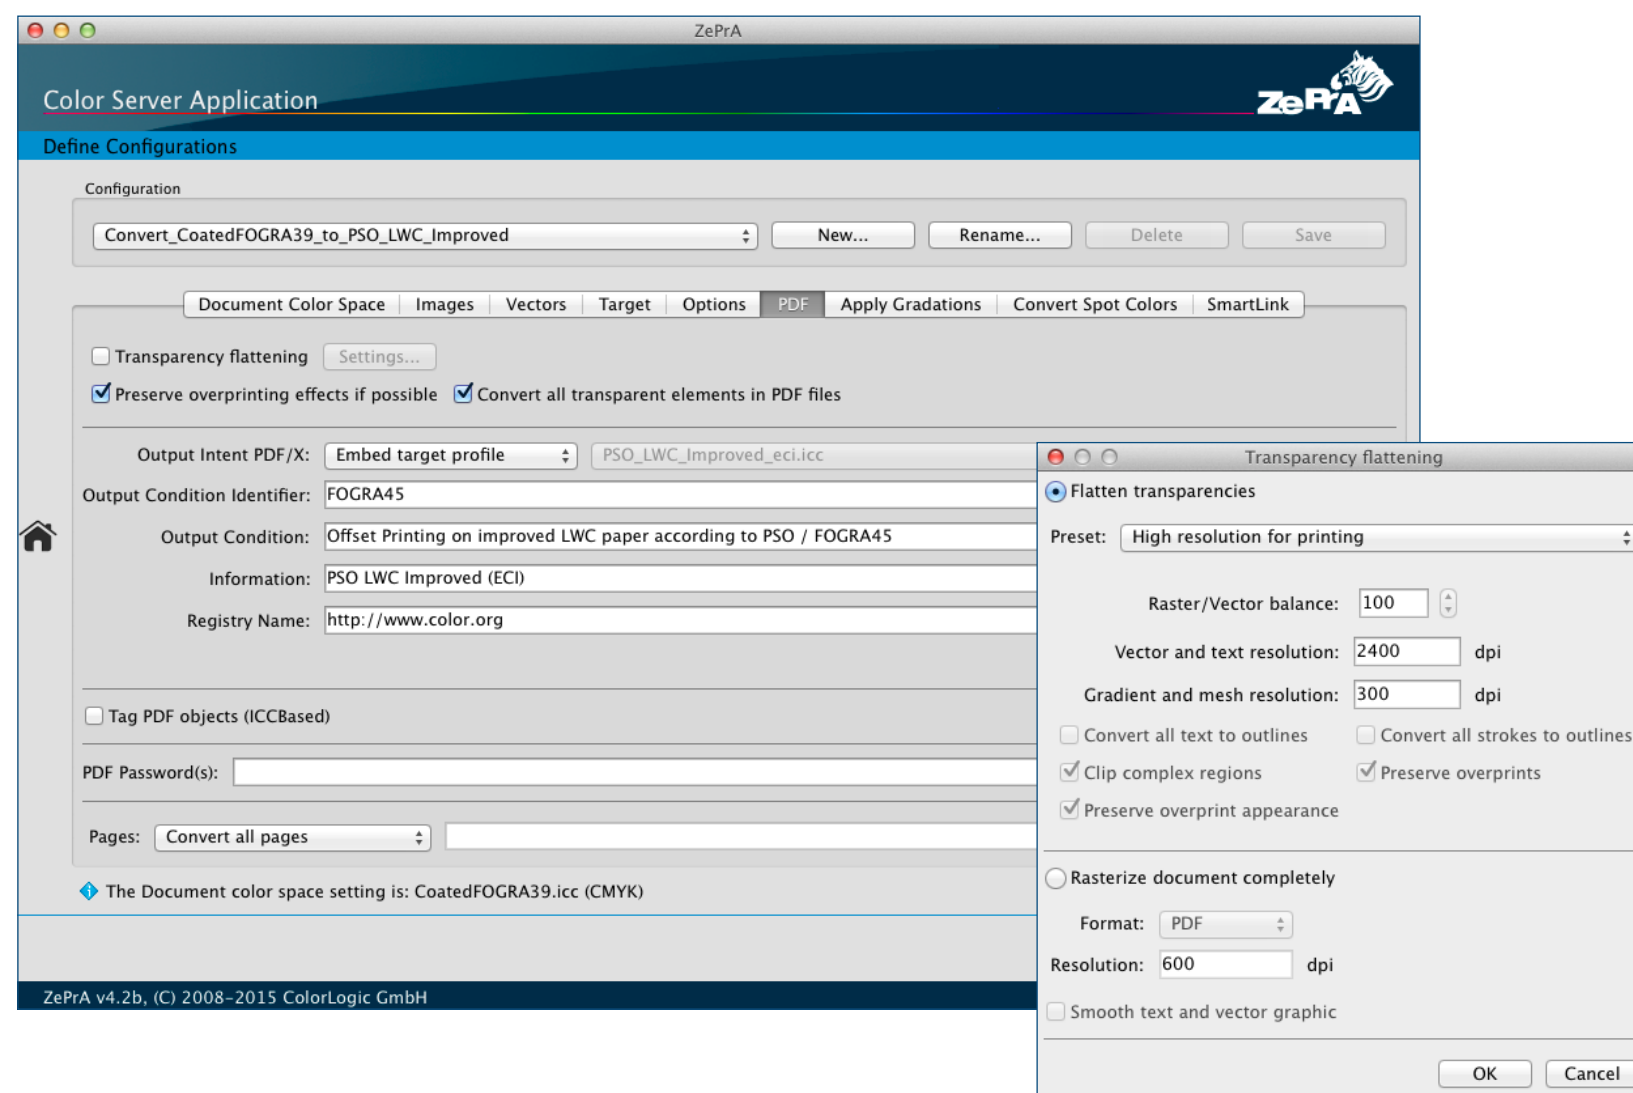 ZePrA
Color Server Application
ZePrA
Define Configurations
Configuration
Convert_CoatedFOGRA39_to_PSO_LWC_Improved New... Rename... Delete Save
Document Color Space Images Vectors Target Options PDF Apply Gradations Convert Spot Colors SmartLink
Transparency flattening Settings...
Preserve overprinting effects if possible Convert all transparent elements in PDF files
Output Intent PDF/X: Embed target profile PSO_LWC_Improved_eci.icc
Output Condition Identifier: FOGRA45
Output Condition: Offset Printing on improved LWC paper according to PSO / FOGRA45
Information: PSO LWC Improved (ECI)
Registry Name: http://www.color.org
Tag PDF objects (ICCBased)
PDF Password(s):
Pages: Convert all pages
The Document color space setting is: CoatedFOGRA39.icc (CMYK)
ZePrA v4.2b, (C) 2008-2015 ColorLogic GmbH
Transparency flattening
Flatten transparencies
Preset: High resolution for printing
Raster/Vector balance: 100
Vector and text resolution: 2400 dpi
Gradient and mesh resolution: 300 dpi
Convert all text to outlines Convert all strokes to outlines
Clip complex regions Preserve overprints
Preserve overprint appearance
Rasterize document completely
Format: PDF
Resolution: 600 dpi
Smooth text and vector graphic
OK Cancel